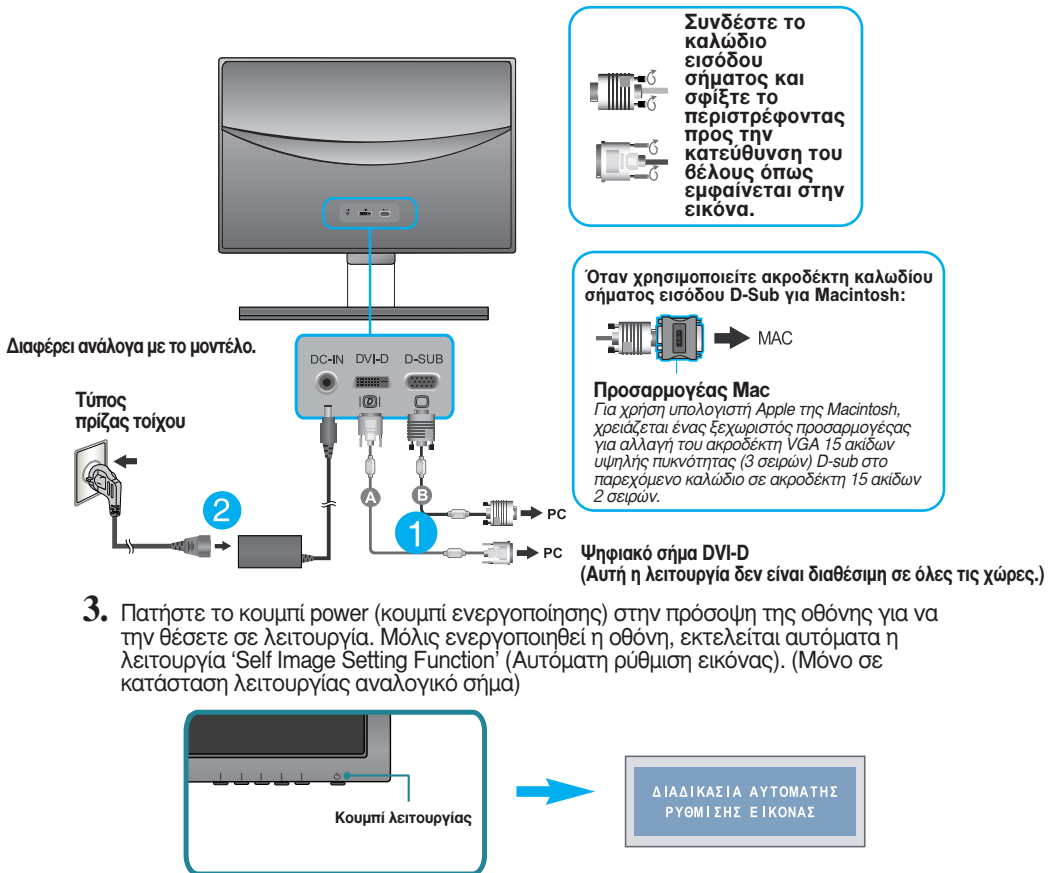 Συνδέστε το
καλώδιο
εισόδου
σήματος και
σφίξτε το
περιστρέφοντας
προς την
κατεύθυνση του
βέλους όπως
εμφαίνεται στην
εικόνα.
Όταν χρησιμοποιείτε ακροδέκτη καλωδίου
σήματος εισόδου D-Sub για Macintosh:
MAC
Προσαρμογέας Mac
Για χρήση υπολογιστή Apple της Macintosh,
χρειάζεται ένας ξεχωριστός προσαρμογέςας
για αλλαγή του ακροδέκτη VGA 15 ακίδων
υψηλής πυκνότητας (3 σειρών) D-sub στο
παρεχόμενο καλώδιο σε ακροδέκτη 15 ακίδων
2 σειρών.
Διαφέρει ανάλογα με το μοντέλο.
DC-IN DVI-D D-SUB
D
Τύπος
πρίζας τοίχου
A
B
2
1
PC
PC
Ψηφιακό σήμα DVI-D
(Αυτή η λειτουργία δεν είναι διαθέσιμη σε όλες τις χώρες.)
3. Πατήστε το κουμπί power (κουμπί ενεργοποίησης) στην πρόσοψη της οθόνης για να
την θέσετε σε λειτουργία. Μόλις ενεργοποιηθεί η οθόνη, εκτελείται αυτόματα η
λειτουργία ‘Self Image Setting Function’ (Αυτόματη ρύθμιση εικόνας). (Μόνο σε
κατάσταση λειτουργίας αναλογικό σήμα)
Κουμπί λειτουργίας
ΔΙΑΔΙΚΑΣΙΑ ΑΥΤΟΜΑΤΗΣ
ΡΥΘΜΙΣΗΣ ΕΙΚΟΝΑΣ